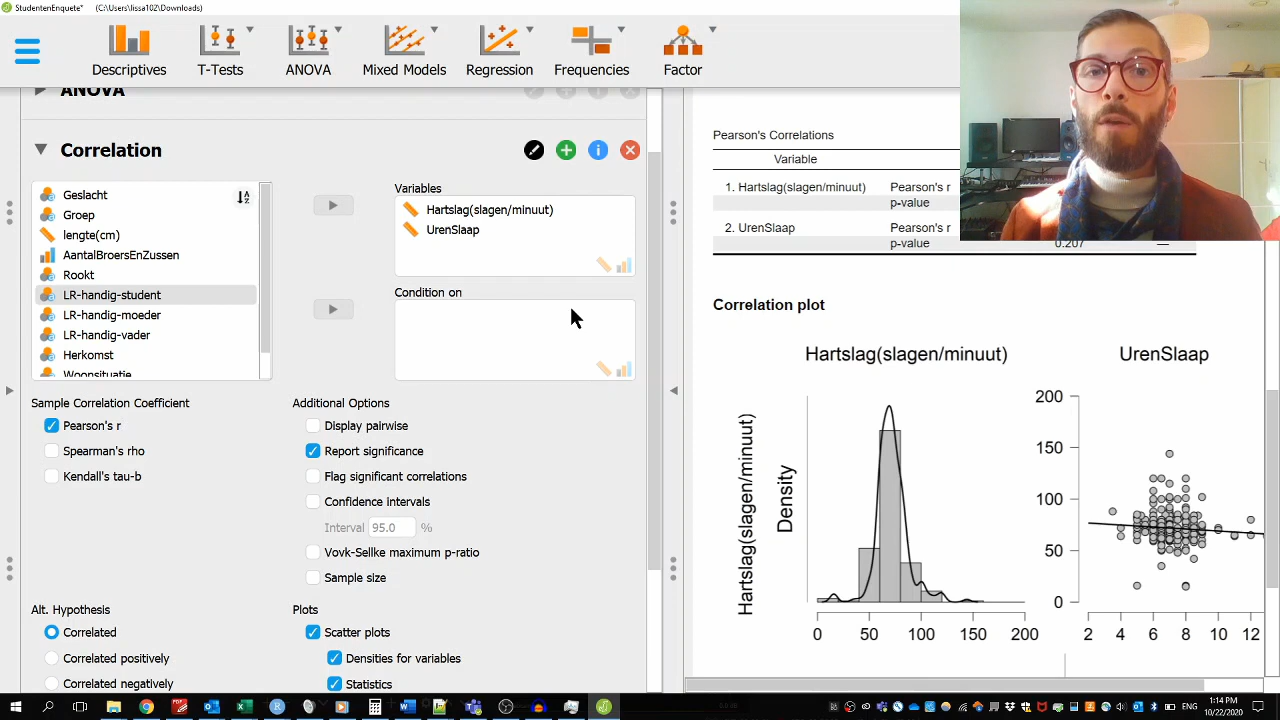 StudentenEnquete* (C:\Users\lissa102\Downloads)
Descriptives
T-Tests
ANOVA
Mixed Models
Regression
Frequencies
Factor
ANOVA
Correlation
Geslacht
Groep
lengte(cm)
AantalBroersEnZussen
Rookt
LR-handig-student
LR-handig-moeder
LR-handig-vader
Herkomst
Woonsituatie
Variables
Hartslag(slagen/minuut)
UrenSlaap
Condition on
Sample Correlation Coefficient
Pearson's r
Spearman's rho
Kendall's tau-b
Additional Options
Display pairwise
Report significance
Flag significant correlations
Confidence intervals
Interval 95.0 %
Vovk-Sellke maximum p-ratio
Sample size
Alt. Hypothesis
Correlated
Correlated positively
Correlated negatively
Plots
Scatter plots
Densities for variables
Statistics
Pearson's Correlations
Variable
1. Hartslag(slagen/minuut) Pearson's r
p-value
2. UrenSlaap Pearson's r
p-value 0.207 —
Correlation plot
Hartslag(slagen/minuut)
UrenSlaap
Hartslag(slagen/minuut)
Density
0 50 100 150 200
200
150
100
50
0
2 4 6 8 10 12
1:14 PM
10/22/2020